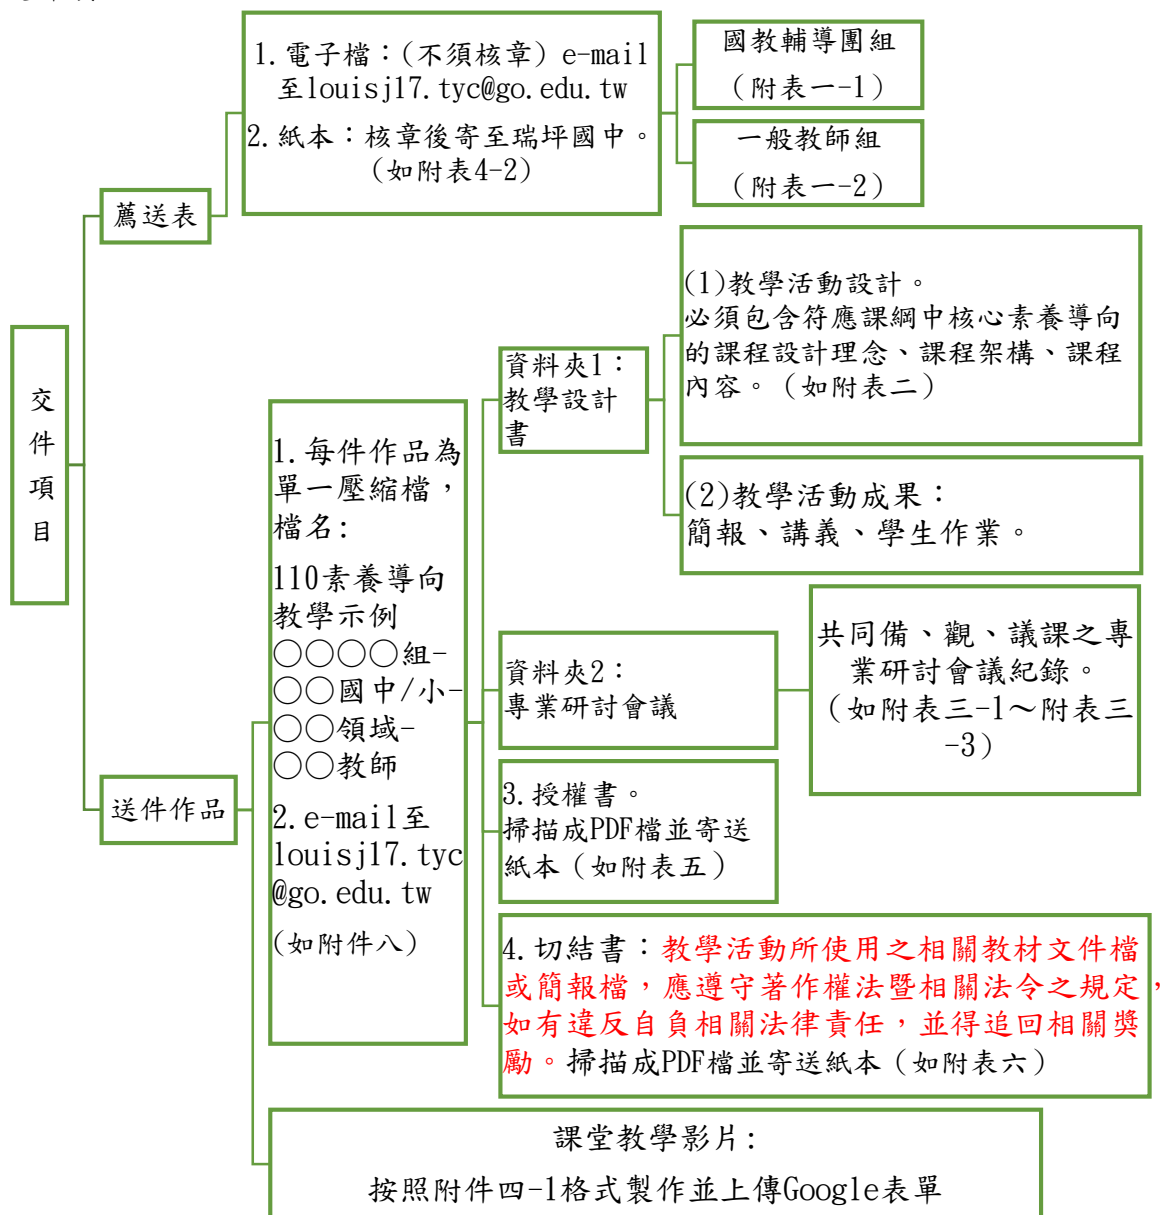 交
件
項
目
薦送表
1.電子檔：(不須核章) e-mail
至louisj17.tyc@go.edu.tw
2.紙本：核章後寄至瑞坪國中。
(如附表4-2)
國教輔導團組
（附表一-1）
一般教師組
（附表一-2）
送件作品
1.每件作品為
單一壓縮檔，
檔名:
110素養導向
教學示例
○○○○組-
○○國中/小-
○○領域-
○○教師
2.e-mail至
louisj17.tyc
@go.edu.tw
(如附件八)
資料夾1：
教學設計
書
(1)教學活動設計。
必須包含符應課綱中核心素養導向
的課程設計理念、課程架構、課程
內容。（如附表二）
(2)教學活動成果：
簡報、講義、學生作業。
資料夾2：
專業研討會議
共同備、觀、議課之專
業研討會議紀錄。
（如附表三-1～附表三
-3）
3.授權書。
掃描成PDF檔並寄送
紙本（如附表五）
4.切結書：教學活動所使用之相關教材文件檔
或簡報檔，應遵守著作權法暨相關法令之規定，
如有違反自負相關法律責任，並得追回相關獎
勵。掃描成PDF檔並寄送紙本（如附表六）
課堂教學影片:
按照附件四-1格式製作並上傳Google表單